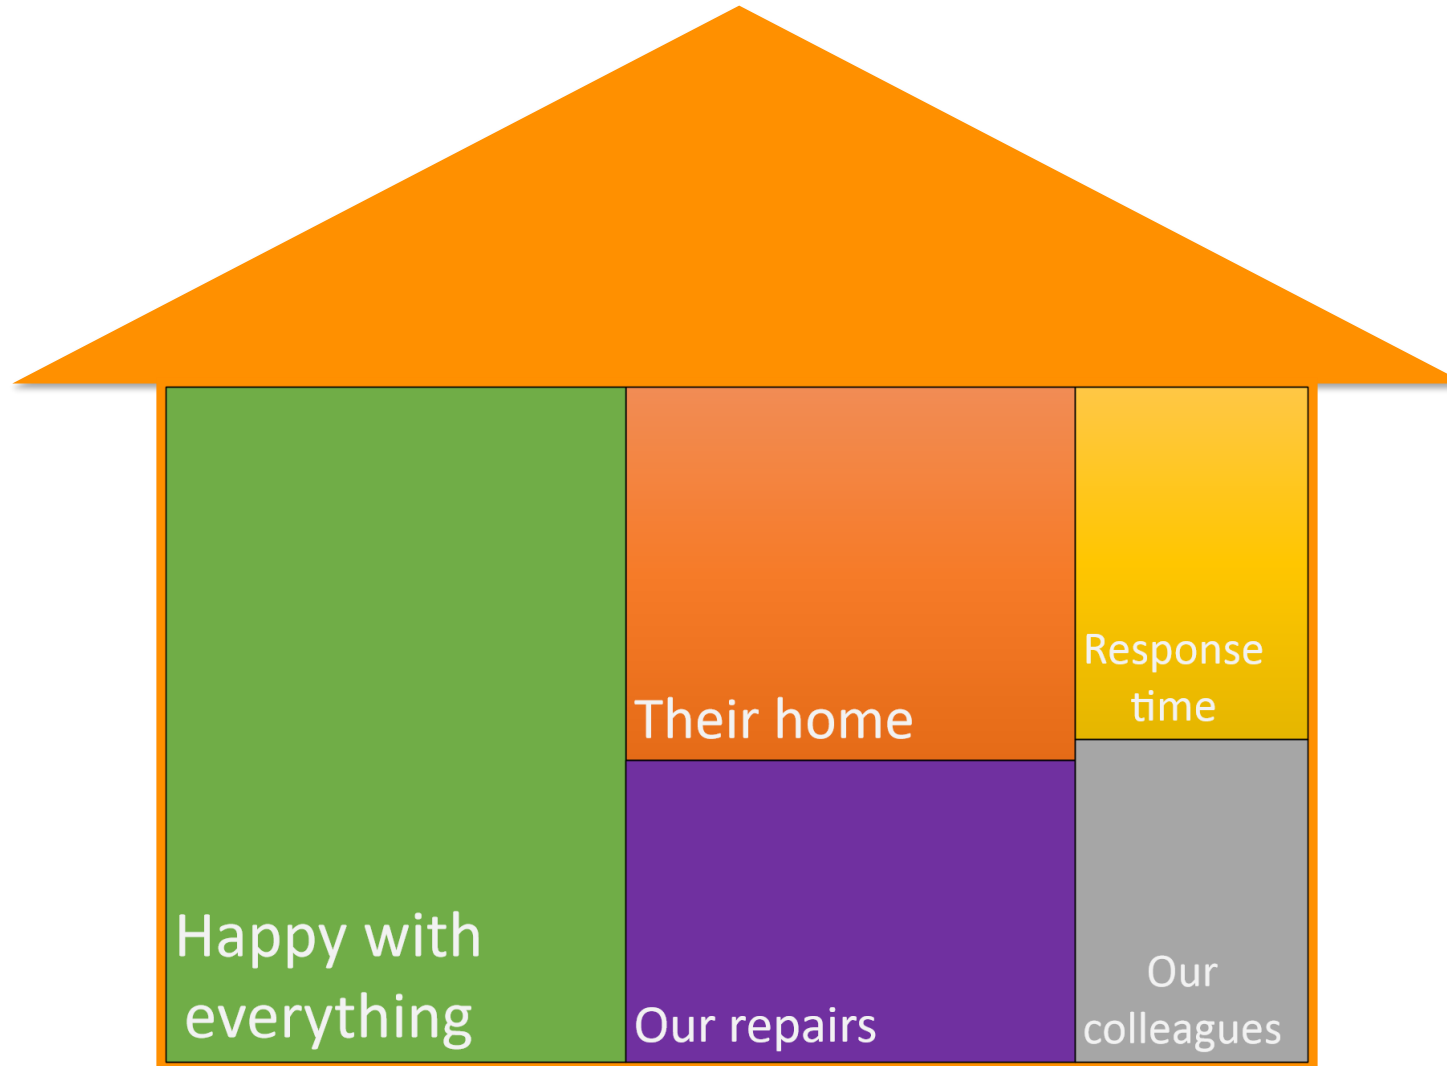 Happy with
everything
Their home
Our repairs
Response
time
Our
colleagues